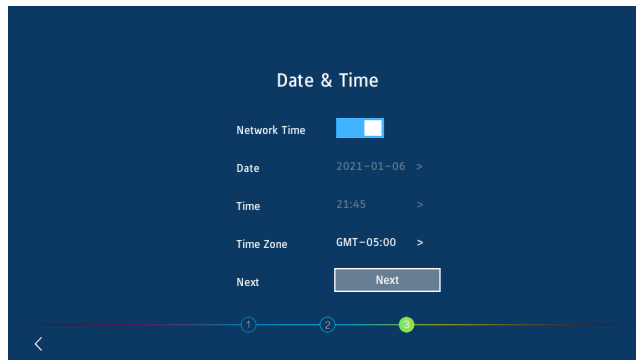 Date & Time
Network Time
Date 2021-01-06 >
Time 21:45 >
Time Zone GMT-05:00 >
Next Next
1 2 3
<